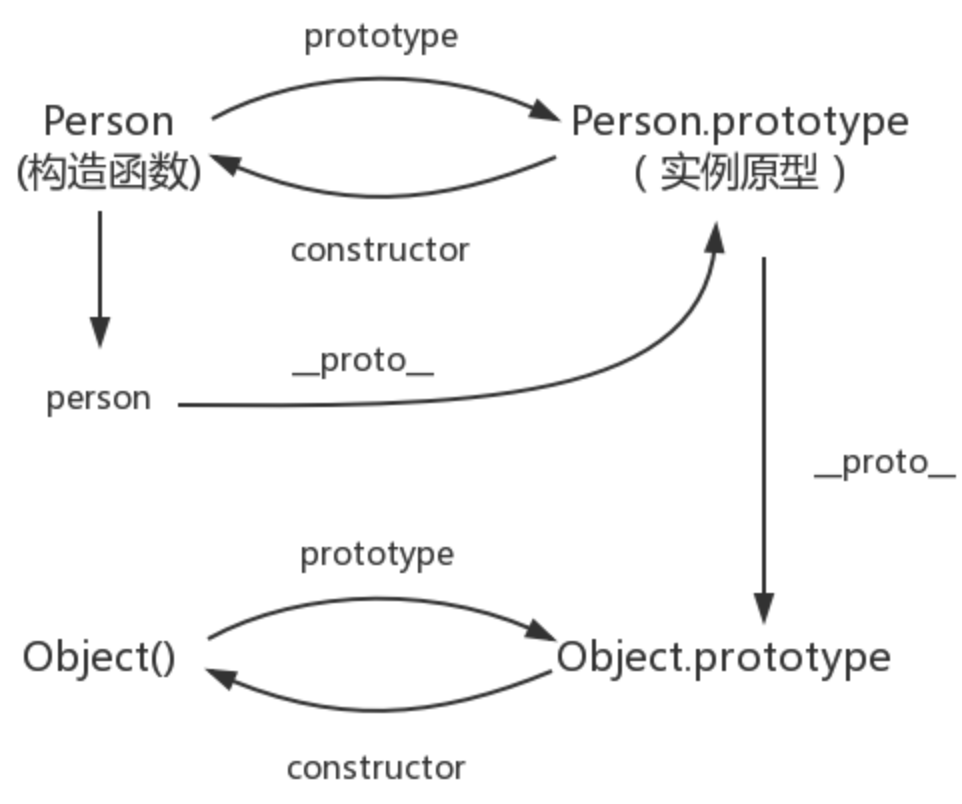 prototype
Person
Person.prototype
(构造函数)
（实例原型）
constructor
__proto__
person
__proto__
prototype
Object()
Object.prototype
constructor